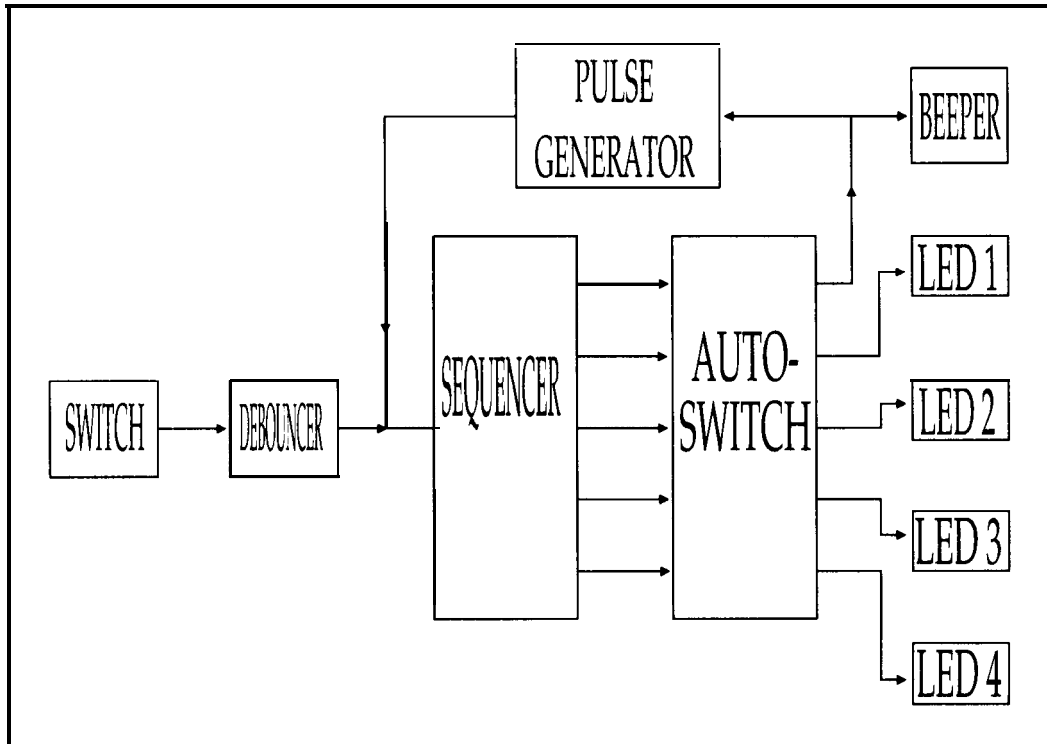 PULSE
GENERATOR
BEEPER
LED 1
SEQUENCER
AUTO-
SWITCH
LED 2
SWITCH
DEBOUNCER
LED 3
LED 4